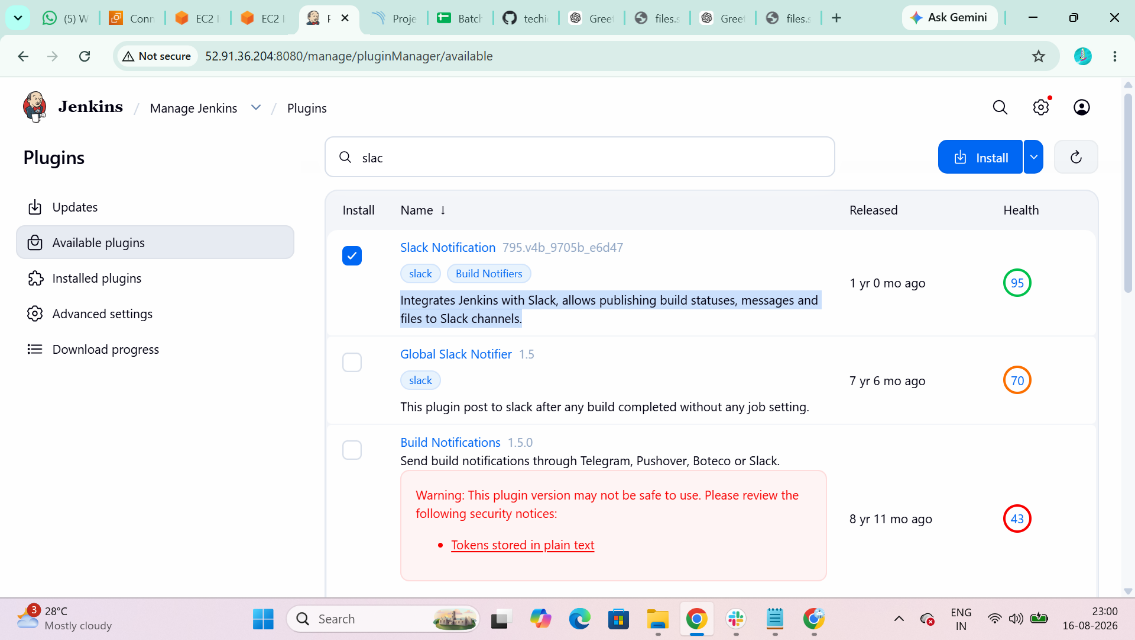 (5) W
Conn
EC2 I
EC2 I
Proje
Batch
techi
Greet
files.s
Greet
files.s
Ask Gemini
Not secure
52.91.36.204:8080/manage/pluginManager/available
Jenkins / Manage Jenkins / Plugins
Plugins
slac
Install
Updates
Available plugins
Installed plugins
Advanced settings
Download progress
Install Name ↓ Released Health
Slack Notification 795.v4b_9705b_e6d47
slack Build Notifiers
Integrates Jenkins with Slack, allows publishing build statuses, messages and
files to Slack channels.
1 yr 0 mo ago
95
Global Slack Notifier 1.5
slack
This plugin post to slack after any build completed without any job setting.
7 yr 6 mo ago
70
Build Notifications 1.5.0
Send build notifications through Telegram, Pushover, Boteco or Slack.
Warning: This plugin version may not be safe to use. Please review the
following security notices:
• Tokens stored in plain text
8 yr 11 mo ago
43
3
28°C
Mostly cloudy
Search
ENG
IN
23:00
16-08-2026